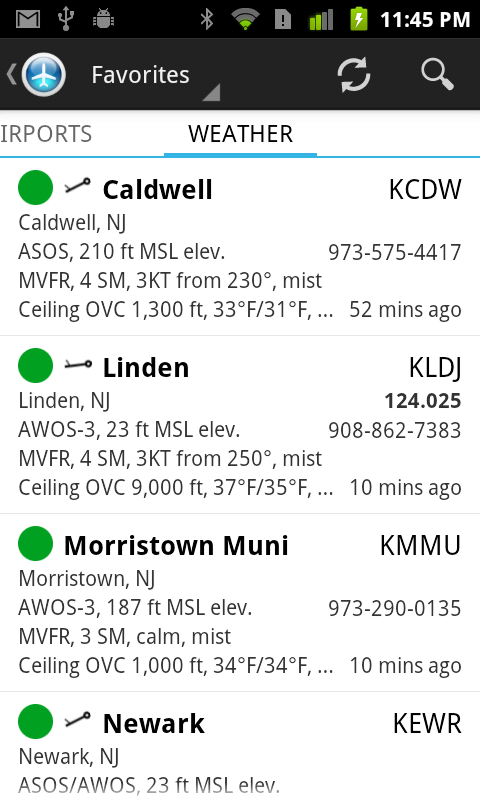 11:45 PM
Favorites
IRPORTS WEATHER
Caldwell KCDW
Caldwell, NJ
ASOS, 210 ft MSL elev. 973-575-4417
MVFR, 4 SM, 3KT from 230°, mist
Ceiling OVC 1,300 ft, 33°F/31°F, ... 52 mins ago
Linden KLDJ
Linden, NJ 124.025
AWOS-3, 23 ft MSL elev. 908-862-7383
MVFR, 4 SM, 3KT from 250°, mist
Ceiling OVC 9,000 ft, 37°F/35°F, ... 10 mins ago
Morristown Muni KMMU
Morristown, NJ
AWOS-3, 187 ft MSL elev. 973-290-0135
MVFR, 3 SM, calm, mist
Ceiling OVC 1,000 ft, 34°F/34°F, ... 10 mins ago
Newark KEWR
Newark, NJ
ASOS/AWOS, 23 ft MSL elev.